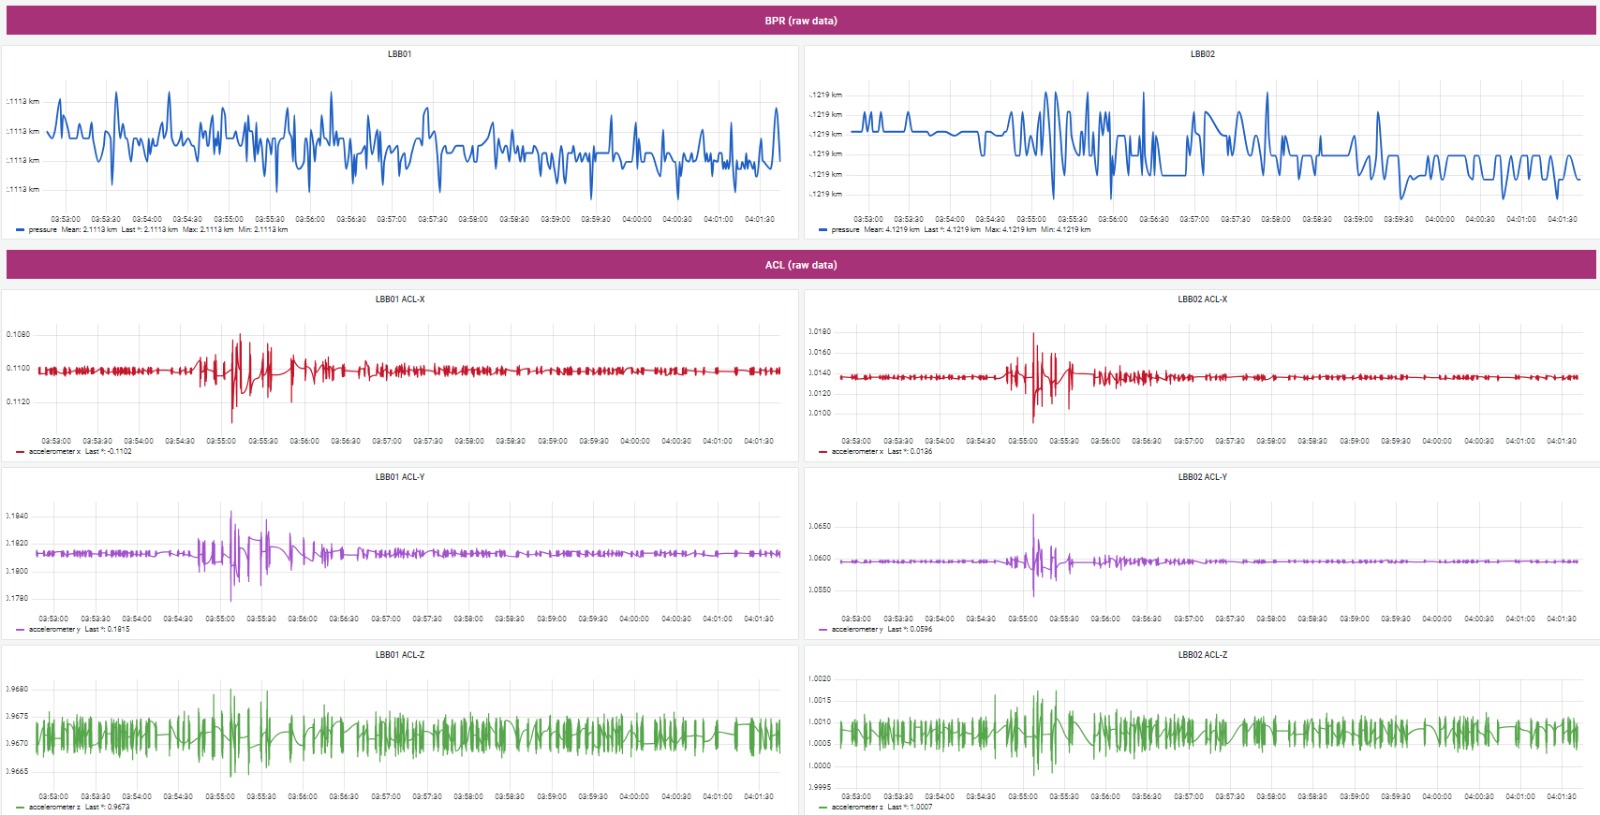 BPR (raw data)
LBB01
.1113 km
.1113 km
.1113 km
.1113 km
03:53:00 03:53:30 03:54:00 03:54:30 03:55:00 03:55:30 03:56:00 03:56:30 03:57:00 03:57:30 03:58:00 03:58:30 03:59:00 03:59:30 04:00:00 04:00:30 04:01:00 04:01:30
pressure Mean: 2.1113 km Last *: 2.1113 km Max: 2.1113 km Min: 2.1113 km
LBB02
.1219 km
.1219 km
.1219 km
.1219 km
.1219 km
.1219 km
03:53:00 03:53:30 03:54:00 03:54:30 03:55:00 03:55:30 03:56:00 03:56:30 03:57:00 03:57:30 03:58:00 03:58:30 03:59:00 03:59:30 04:00:00 04:00:30 04:01:00 04:01:30
pressure Mean: 4.1219 km Last *: 4.1219 km Max: 4.1219 km Min: 4.1219 km
ACL (raw data)
LBB01 ACL-X
0.1080
0.1100
0.1120
03:53:00 03:53:30 03:54:00 03:54:30 03:55:00 03:55:30 03:56:00 03:56:30 03:57:00 03:57:30 03:58:00 03:58:30 03:59:00 03:59:30 04:00:00 04:00:30 04:01:00 04:01:30
accelerometer x Last *: -0.1102
LBB02 ACL-X
0.0180
0.0160
0.0140
0.0120
0.0100
03:53:00 03:53:30 03:54:00 03:54:30 03:55:00 03:55:30 03:56:00 03:56:30 03:57:00 03:57:30 03:58:00 03:58:30 03:59:00 03:59:30 04:00:00 04:00:30 04:01:00 04:01:30
accelerometer x Last *: 0.0136
LBB01 ACL-Y
0.1840
0.1820
0.1800
0.1780
03:53:00 03:53:30 03:54:00 03:54:30 03:55:00 03:55:30 03:56:00 03:56:30 03:57:00 03:57:30 03:58:00 03:58:30 03:59:00 03:59:30 04:00:00 04:00:30 04:01:00 04:01:30
accelerometer y Last *: 0.1815
LBB02 ACL-Y
0.0650
0.0600
0.0550
03:53:00 03:53:30 03:54:00 03:54:30 03:55:00 03:55:30 03:56:00 03:56:30 03:57:00 03:57:30 03:58:00 03:58:30 03:59:00 03:59:30 04:00:00 04:00:30 04:01:00 04:01:30
accelerometer y Last *: 0.0596
LBB01 ACL-Z
0.9680
0.9675
0.9670
0.9665
03:53:00 03:53:30 03:54:00 03:54:30 03:55:00 03:55:30 03:56:00 03:56:30 03:57:00 03:57:30 03:58:00 03:58:30 03:59:00 03:59:30 04:00:00 04:00:30 04:01:00 04:01:30
accelerometer z Last *: 0.9673
LBB02 ACL-Z
1.0020
1.0015
1.0010
1.0005
1.0000
0.9995
03:53:00 03:53:30 03:54:00 03:54:30 03:55:00 03:55:30 03:56:00 03:56:30 03:57:00 03:57:30 03:58:00 03:58:30 03:59:00 03:59:30 04:00:00 04:00:30 04:01:00 04:01:30
accelerometer z Last *: 1.0007